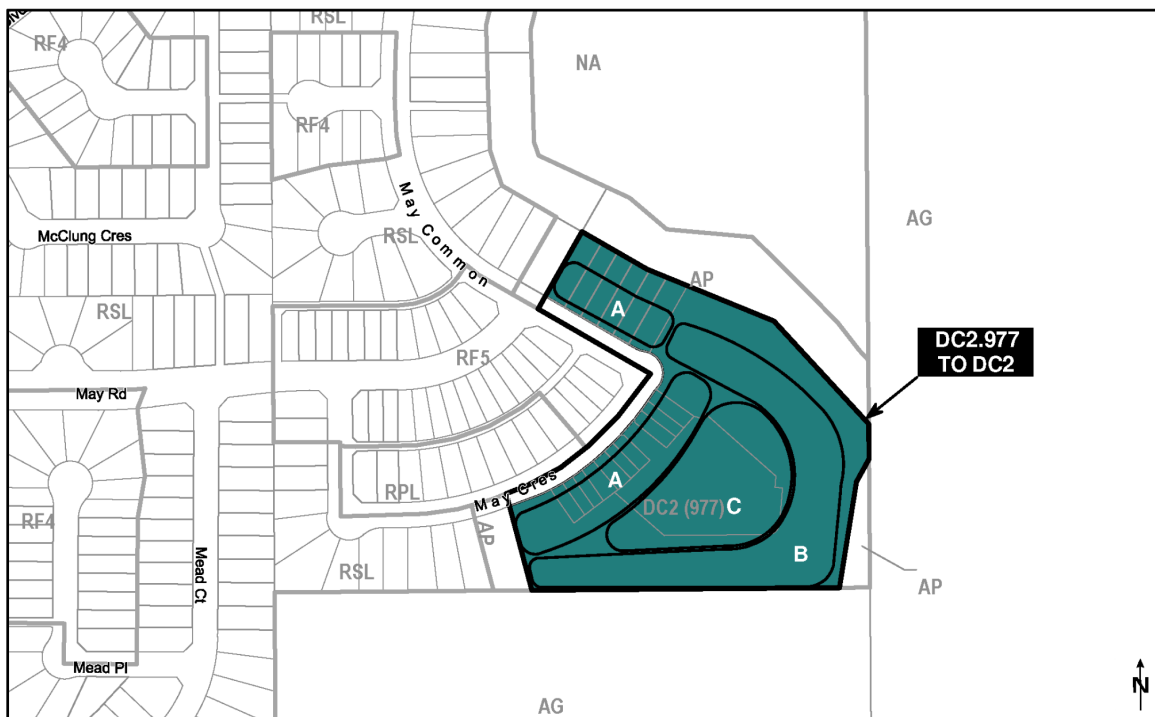 RSL
RF4
NA
RF4
May Common
AG
McClung Cres
RSL
AP
RSL
A
DC2.977
TO DC2
RF5
May Rd
A
RPL
May Cres
DC2 (977)
C
RF4
AP
B
RSL
AP
Mead Ct
Mead Pl
N
AG